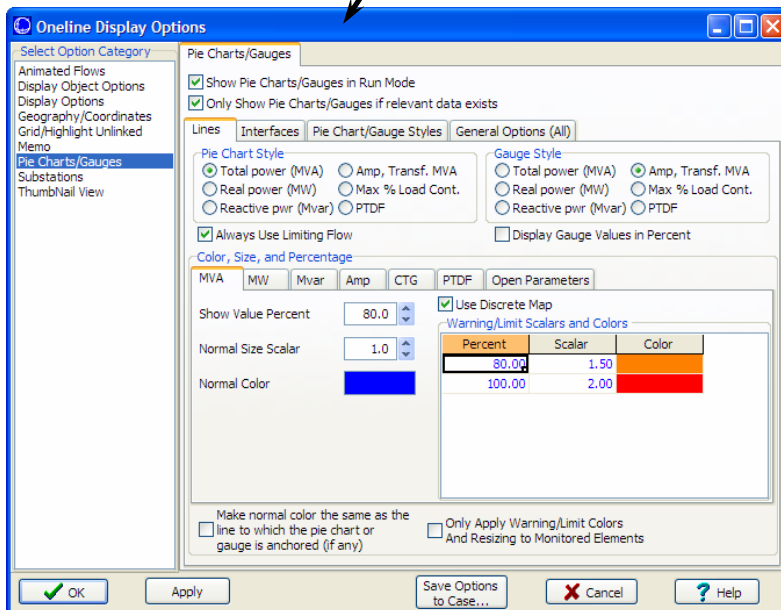 Oneline Display Options
Select Option Category
Animated Flows
Display Object Options
Display Options
Geography/Coordinates
Grid/Highlight Unlinked
Memo
Pie Charts/Gauges
Substations
ThumbNail View
Pie Charts/Gauges
Show Pie Charts/Gauges in Run Mode
Only Show Pie Charts/Gauges if relevant data exists
Lines Interfaces Pie Chart/Gauge Styles General Options (All)
Pie Chart Style
Total power (MVA) Amp, Transf. MVA
Real power (MW) Max % Load Cont.
Reactive pwr (Mvar) PTDF
Always Use Limiting Flow
Gauge Style
Total power (MVA) Amp, Transf. MVA
Real power (MW) Max % Load Cont.
Reactive pwr (Mvar) PTDF
Display Gauge Values in Percent
Color, Size, and Percentage
MVA MW Mvar Amp CTG PTDF Open Parameters
Show Value Percent 80.0
Normal Size Scalar 1.0
Normal Color
Use Discrete Map
Warning/Limit Scalars and Colors
Percent Scalar Color
80.00 1.50
100.00 2.00
Make normal color the same as the
line to which the pie chart or
gauge is anchored (if any)
Only Apply Warning/Limit Colors
And Resizing to Monitored Elements
OK Apply Save Options
to Case... Cancel ? Help